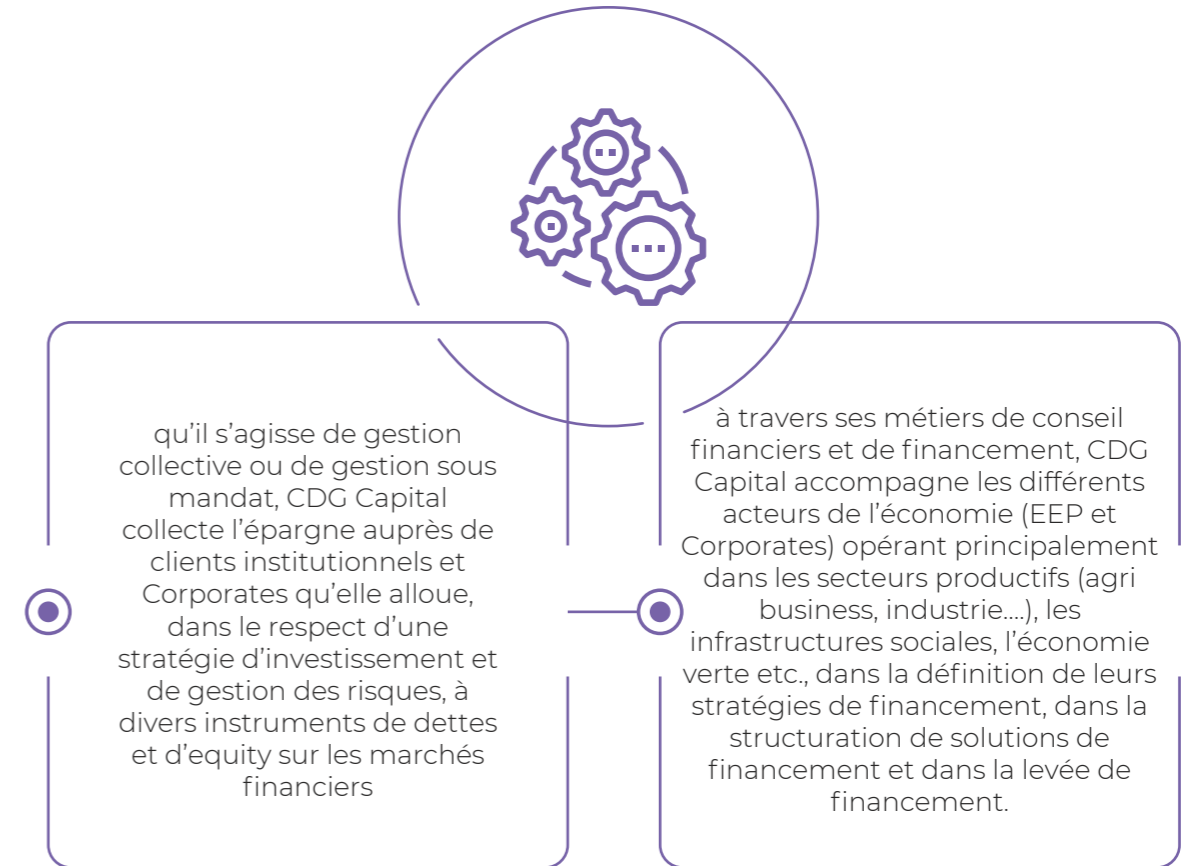 qu’il s’agisse de gestion
collective ou de gestion sous
mandat, CDG Capital
collecte l’épargne auprès de
clients institutionnels et
Corporates qu’elle alloue,
dans le respect d’une
stratégie d’investissement et
de gestion des risques, à
divers instruments de dettes
et d’equity sur les marchés
financiers
à travers ses métiers de conseil
financiers et de financement, CDG
Capital accompagne les différents
acteurs de l’économie (EEP et
Corporates) opérant principalement
dans les secteurs productifs (agri
business, industrie....), les
infrastructures sociales, l’économie
verte etc., dans la définition de leurs
stratégies de financement, dans la
structuration de solutions de
financement et dans la levée de
financement.